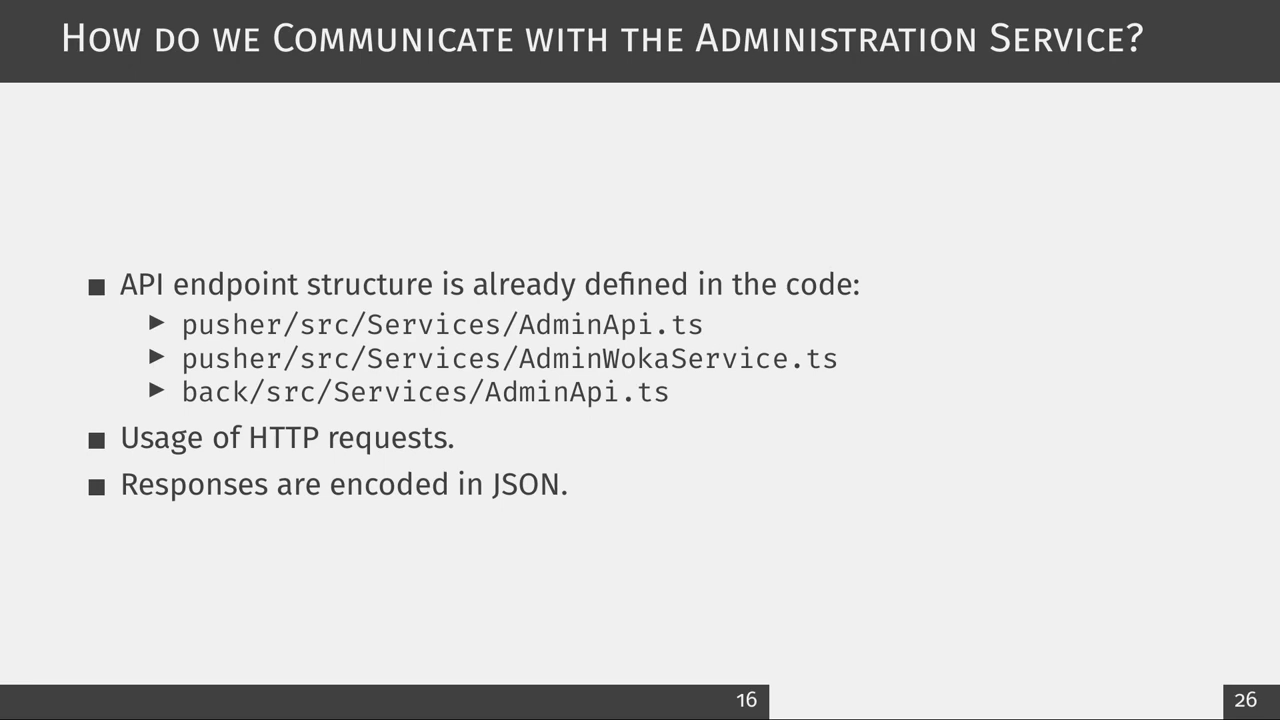 How do we Communicate with the Administration Service?
■ API endpoint structure is already defined in the code:
▶ pusher/src/Services/AdminApi.ts
▶ pusher/src/Services/AdminWokaService.ts
▶ back/src/Services/AdminApi.ts
■ Usage of HTTP requests.
■ Responses are encoded in JSON.
16
26